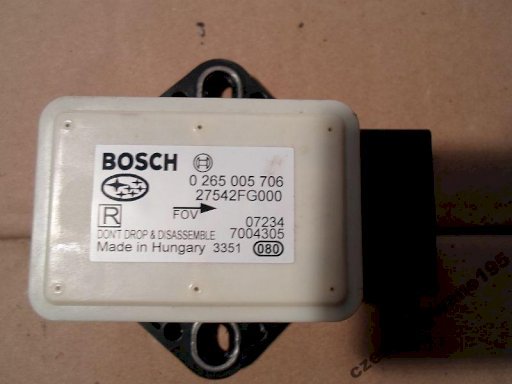 BOSCH
0 265 005 706
27542FG000
R
FOV
07234
DON'T DROP & DISASSEMBLE 7004305
Made in Hungary 3351 080